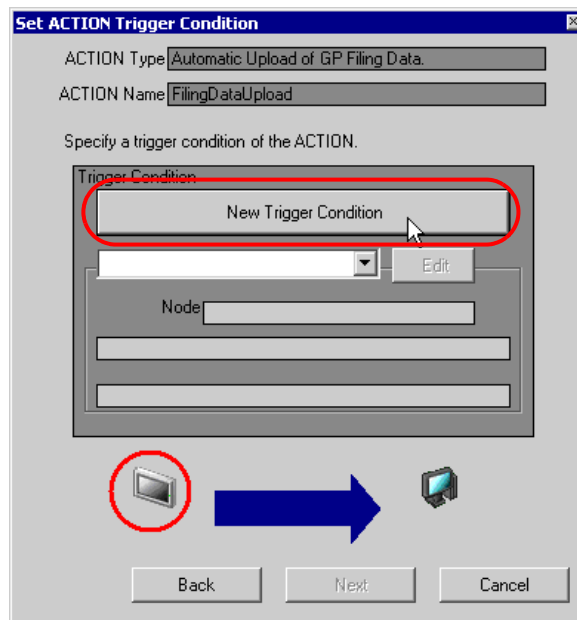 Set ACTION Trigger Condition
ACTION Type Automatic Upload of GP Filing Data.
ACTION Name FilingDataUpload
Specify a trigger condition of the ACTION.
Trigger Condition
New Trigger Condition
Edit
Node
Back Next Cancel